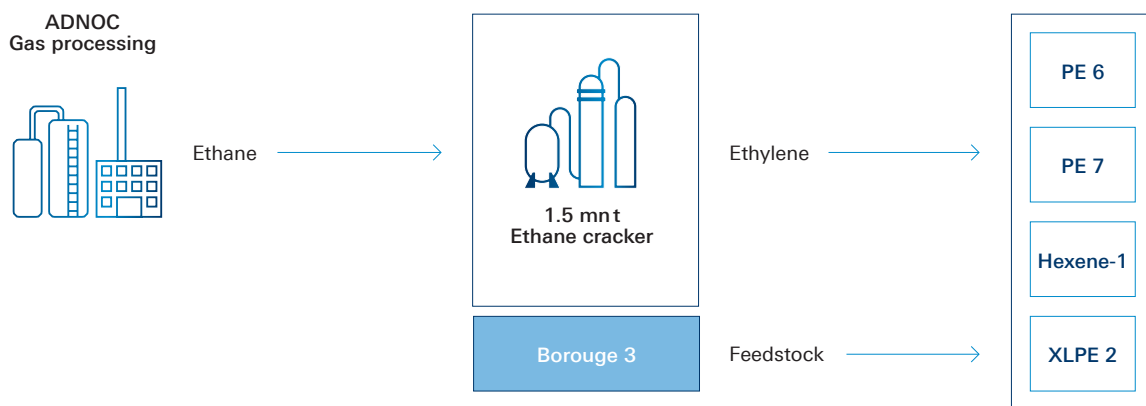 ADNOC
Gas processing
Ethane
1.5 mn t
Ethane cracker
Borouge 3
Ethylene
Feedstock
PE 6
PE 7
Hexene-1
XLPE 2